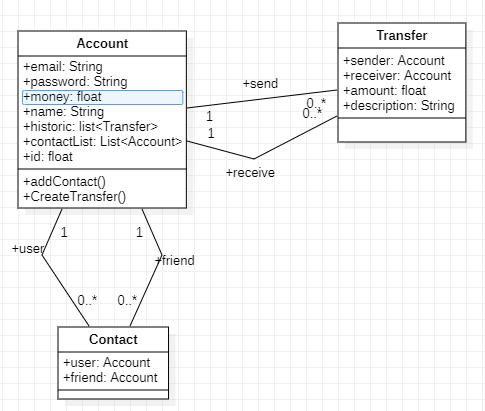 Account
+email: String
+password: String
+money: float
+name: String
+historic: list<Transfer>
+contactList: List<Account>
+id: float
+addContact()
+CreateTransfer()
Transfer
+sender: Account
+receiver: Account
+amount: float
+description: String
+send
1
0..*
1
0..*
+receive
+user
1
0..*
1
+friend
0..*
Contact
+user: Account
+friend: Account